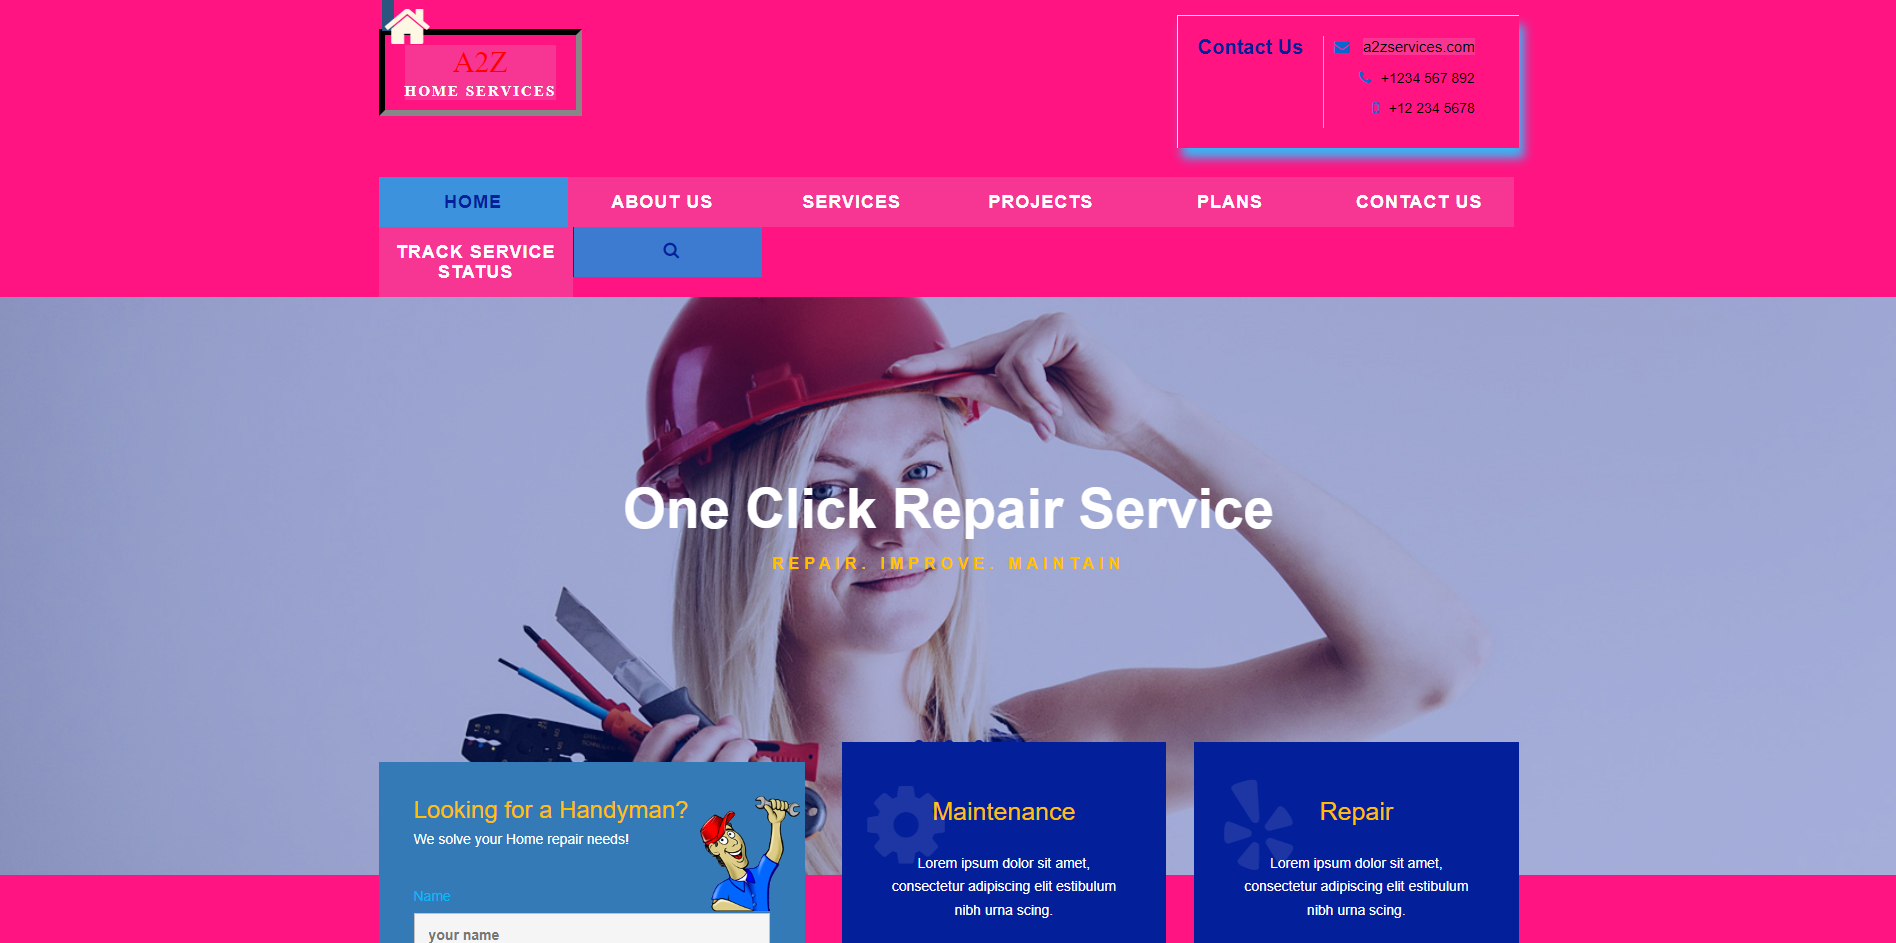 A2Z
HOME SERVICES
Contact Us
a2zservices.com
+1234 567 892
+12 234 5678
HOME
ABOUT US
SERVICES
PROJECTS
PLANS
CONTACT US
TRACK SERVICE
STATUS
One Click Repair Service
REPAIR. IMPROVE. MAINTAIN
Looking for a Handyman?
We solve your Home repair needs!
Name
your name
Maintenance
Lorem ipsum dolor sit amet,
consectetur adipiscing elit estibulum
nibh urna scing.
Repair
Lorem ipsum dolor sit amet,
consectetur adipiscing elit estibulum
nibh urna scing.